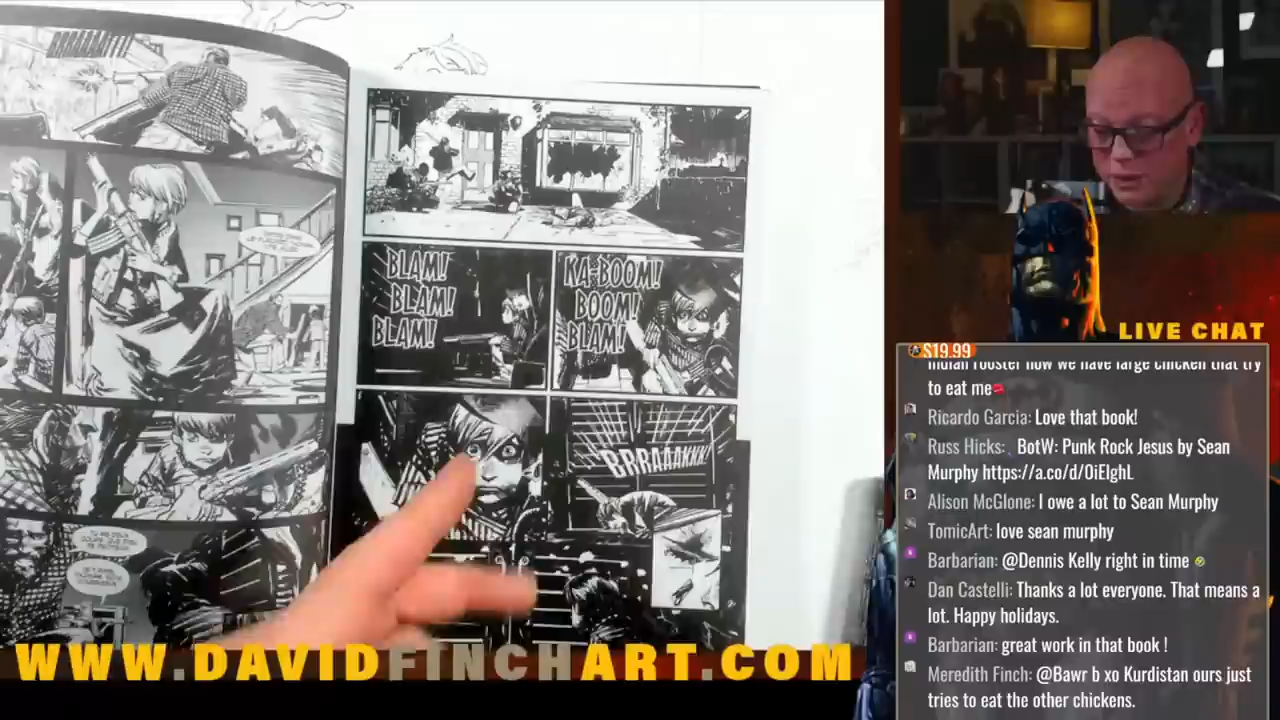 BLAM!
BLAM!
BLAM!
KA-BOOM!
BOOM!
BLAM!
BRRAAAKKK!
WWW.DAVIDFINCHART.COM
LIVE CHAT
$19.99
to eat me
Ricardo Garcia: Love that book!
Russ Hicks: BotW: Punk Rock Jesus by Sean
Murphy https://a.co/d/0iEIghL
Alison McGlone: I owe a lot to Sean Murphy
TomicArt: love sean murphy
Barbarian: @Dennis Kelly right in time
Dan Castelli: Thanks a lot everyone. That means a
lot. Happy holidays.
Barbarian: great work in that book !
Meredith Finch: @Bawr b xo Kurdistan ours just
tries to eat the other chickens.